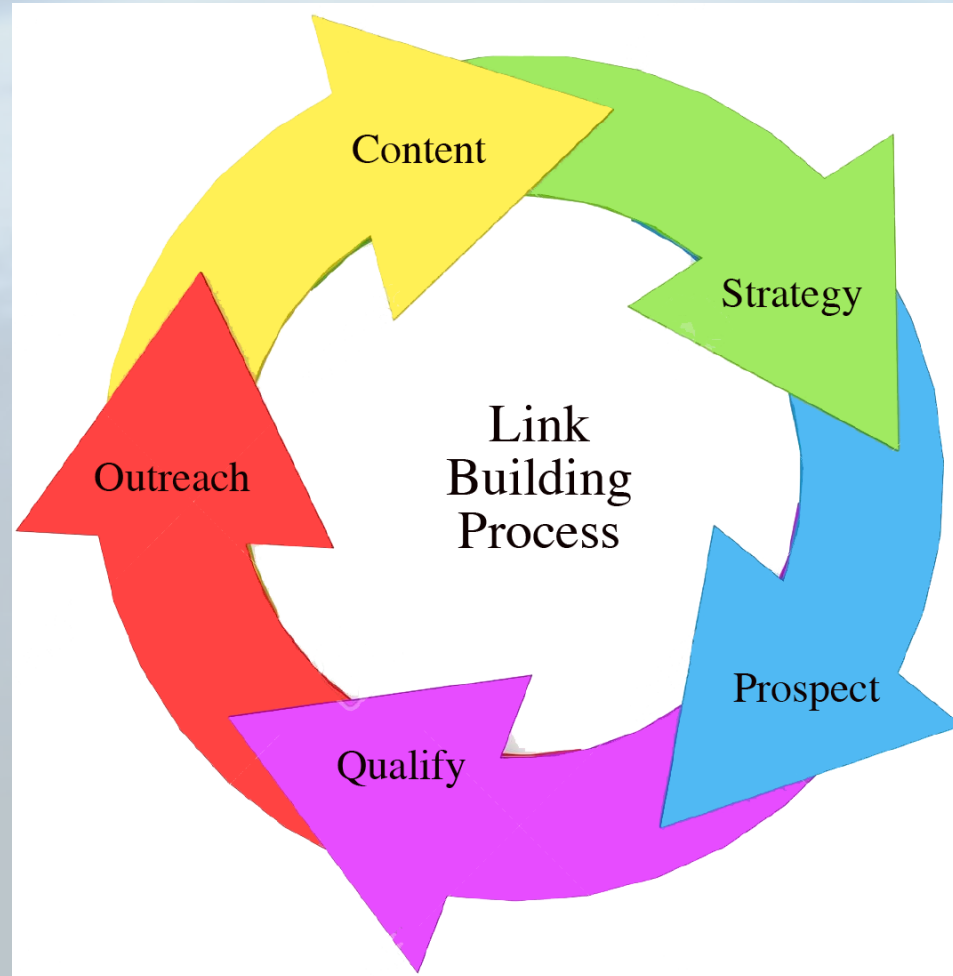 Content
Strategy
Link
Building
Process
Outreach
Prospect
Qualify